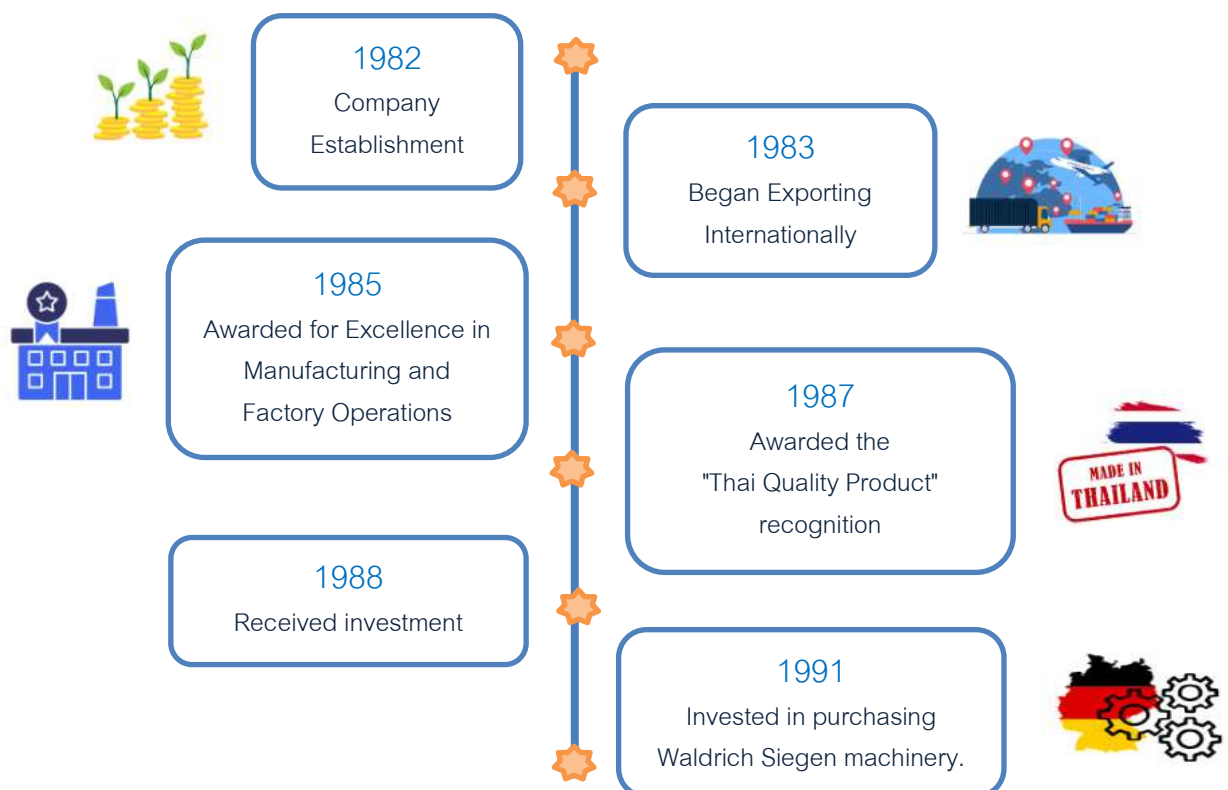 1982
Company
Establishment
1983
Began Exporting
Internationally
1985
Awarded for Excellence in
Manufacturing and
Factory Operations
1987
Awarded the
"Thai Quality Product"
recognition
MADE IN
THAILAND
1988
Received investment
1991
Invested in purchasing
Waldrich Siegen machinery.